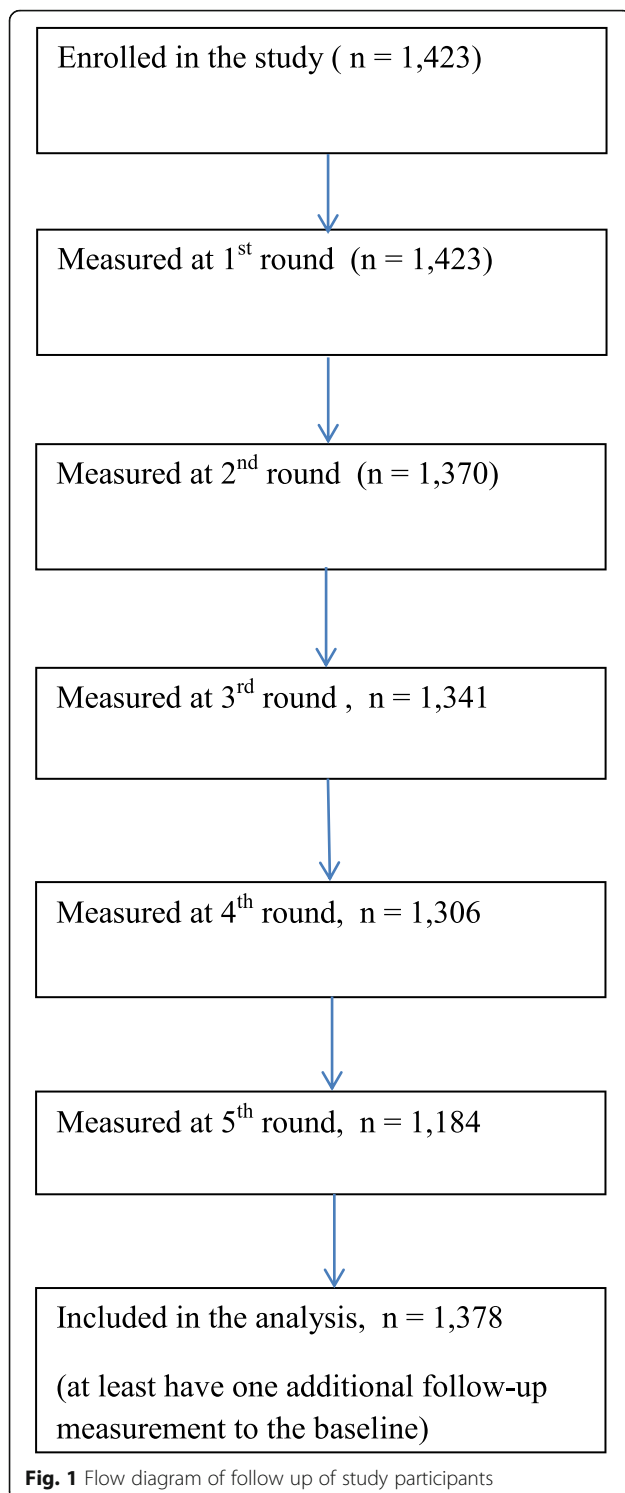 Enrolled in the study ( n = 1,423)
Measured at 1st round (n = 1,423)
Measured at 2nd round (n = 1,370)
Measured at 3rd round , n = 1,341
Measured at 4th round, n = 1,306
Measured at 5th round, n = 1,184
Included in the analysis, n = 1,378
(at least have one additional follow-up
measurement to the baseline)
Fig. 1 Flow diagram of follow up of study participants